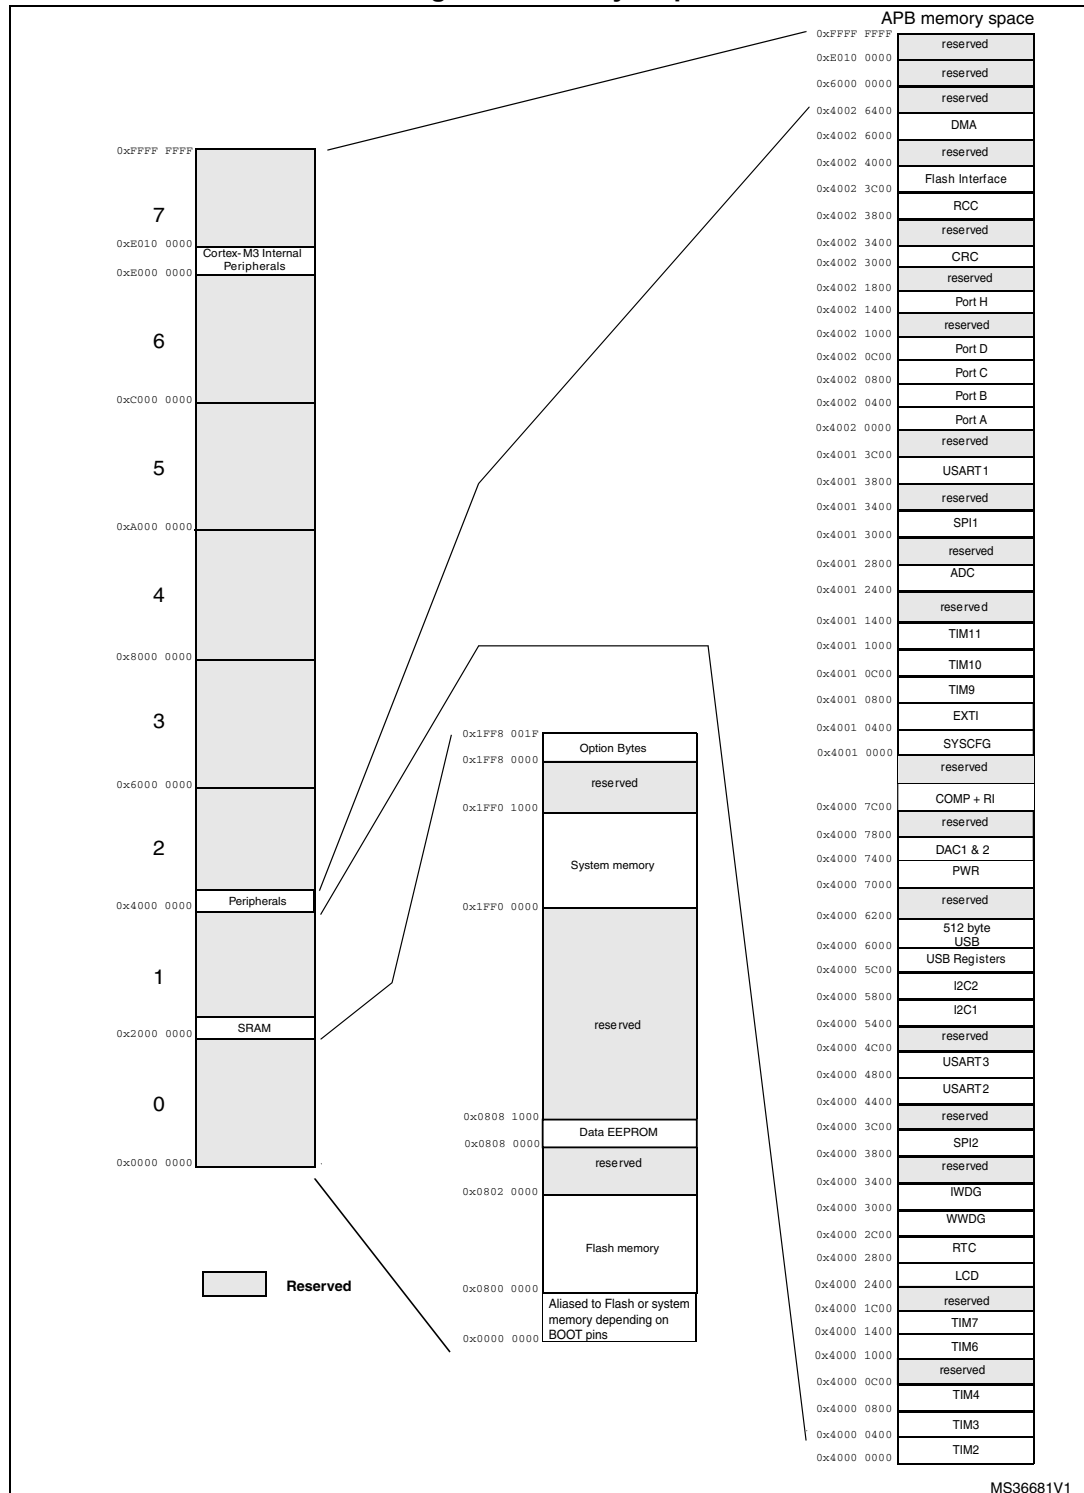 APB memory space
0xFFFF FFFF
7
0xE010 0000
Cortex-M3 Internal
Peripherals
0xE000 0000
6
0xC000 0000
5
0xA000 0000
4
0x8000 0000
3
0x6000 0000
2
Peripherals
0x4000 0000
1
SRAM
0x2000 0000
0
0x0000 0000
Reserved
0x1FF8 001F
Option Bytes
0x1FF8 0000
reserved
0x1FF0 1000
System memory
0x1FF0 0000
reserved
0x0808 1000
Data EEPROM
0x0808 0000
reserved
0x0802 0000
Flash memory
0x0800 0000
Aliased to Flash or system
memory depending on
BOOT pins
0x0000 0000
0xFFFF FFFF
reserved
0xE010 0000
reserved
0x6000 0000
reserved
0x4002 6400
DMA
0x4002 6000
reserved
0x4002 4000
Flash Interface
0x4002 3C00
RCC
0x4002 3800
reserved
0x4002 3400
CRC
0x4002 3000
reserved
0x4002 1800
Port H
0x4002 1400
reserved
0x4002 1000
Port D
0x4002 0C00
Port C
0x4002 0800
Port B
0x4002 0400
Port A
0x4002 0000
reserved
0x4001 3C00
USART1
0x4001 3800
reserved
0x4001 3400
SPI1
0x4001 3000
reserved
0x4001 2800
ADC
0x4001 2400
reserved
0x4001 1400
TIM11
0x4001 1000
TIM10
0x4001 0C00
TIM9
0x4001 0800
EXTI
0x4001 0400
SYSCFG
0x4001 0000
reserved
COMP + RI
0x4000 7C00
reserved
0x4000 7800
DAC1 & 2
0x4000 7400
PWR
0x4000 7000
reserved
0x4000 6200
512 byte
USB
0x4000 6000
USB Registers
0x4000 5C00
I2C2
0x4000 5800
I2C1
0x4000 5400
reserved
0x4000 4C00
USART3
0x4000 4800
USART2
0x4000 4400
reserved
0x4000 3C00
SPI2
0x4000 3800
reserved
0x4000 3400
IWDG
0x4000 3000
WWDG
0x4000 2C00
RTC
0x4000 2800
LCD
0x4000 2400
reserved
0x4000 1C00
TIM7
0x4000 1400
TIM6
0x4000 1000
reserved
0x4000 0C00
TIM4
0x4000 0800
TIM3
0x4000 0400
TIM2
0x4000 0000
MS36681V1